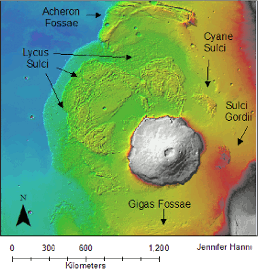 Acheron
Fossae
Cyane
Sulci
Lycus
Sulci
Sulci
Gordii
Gigas Fossae
N
0 300 600 1,200
Kilometers
Jennifer Hanni